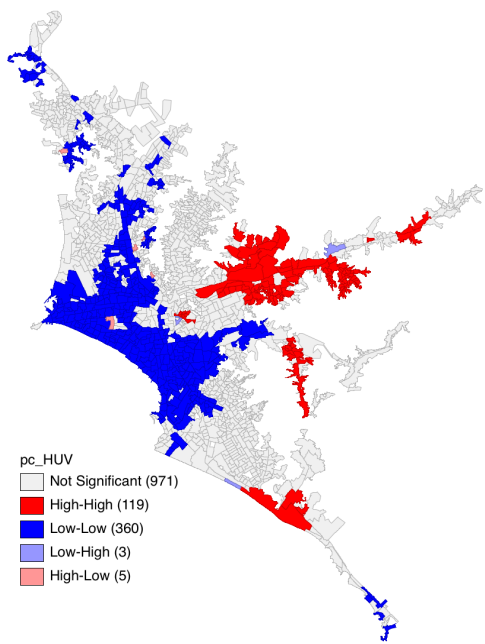 pc_HUV
Not Significant (971)
High-High (119)
Low-Low (360)
Low-High (3)
High-Low (5)